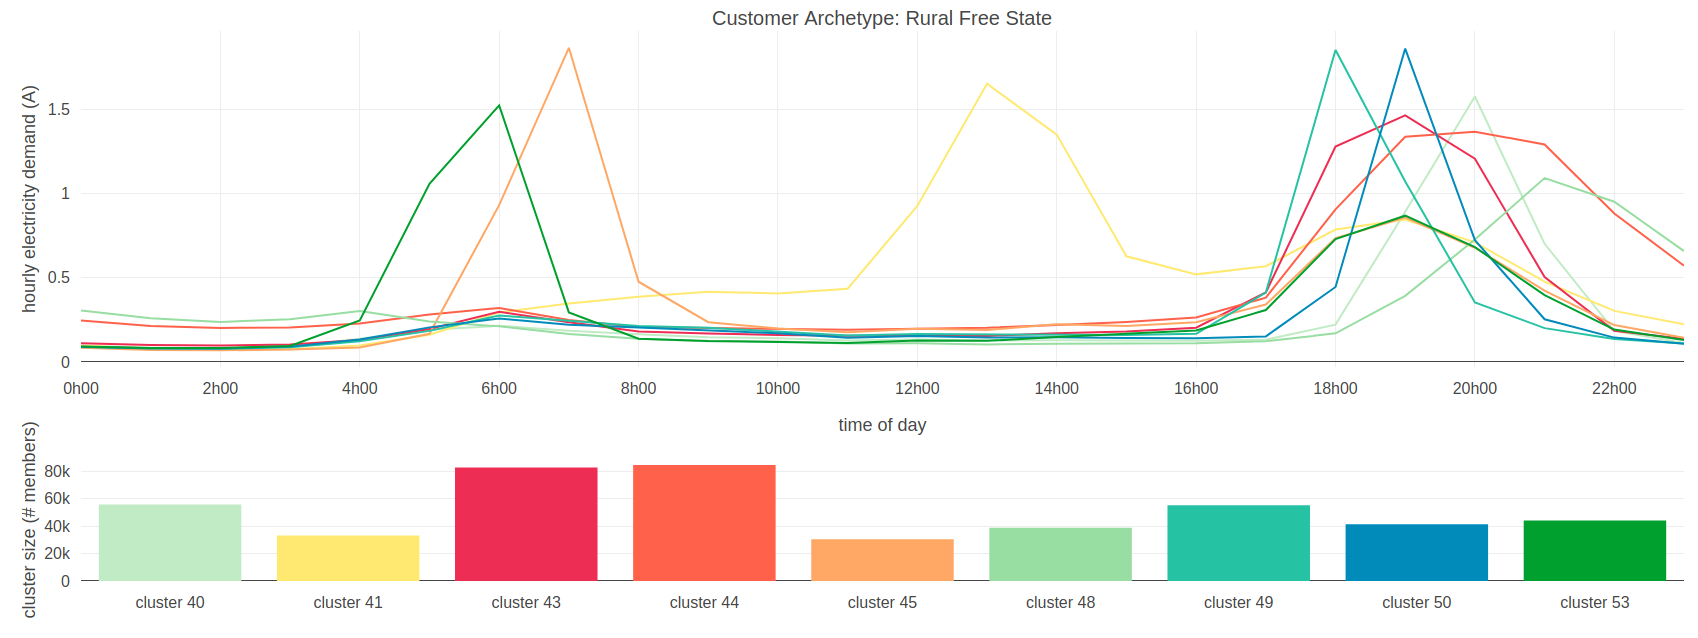 Customer Archetype: Rural Free State
hourly electricity demand (A)
1.5
1
0.5
0
0h00 2h00 4h00 6h00 8h00 10h00 12h00 14h00 16h00 18h00 20h00 22h00
time of day
cluster size (# members)
80k
60k
40k
20k
0
cluster 40 cluster 41 cluster 43 cluster 44 cluster 45 cluster 48 cluster 49 cluster 50 cluster 53